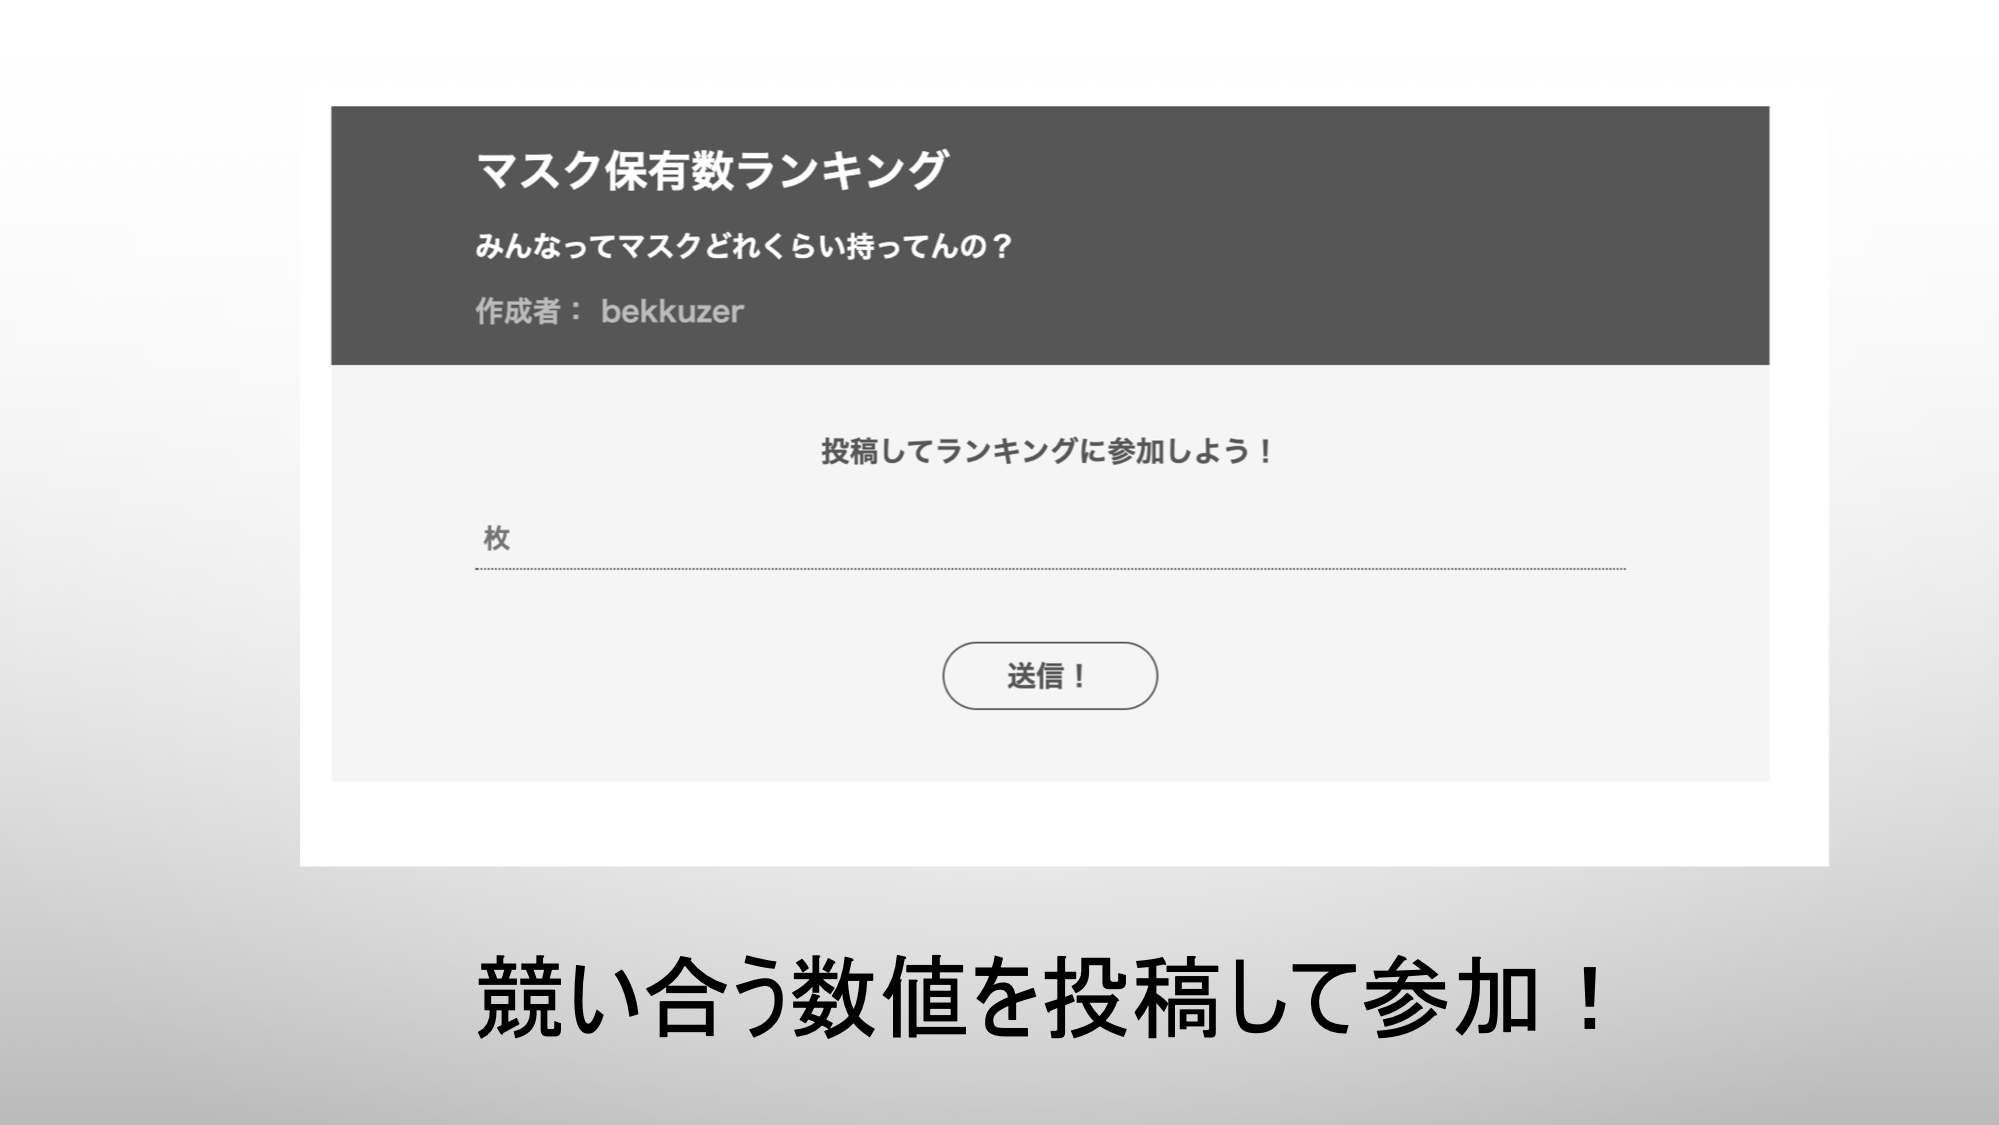 マスク保有数ランキング
みんなってマスクどれくらい持ってんの？
作成者： bekkuzer
投稿してランキングに参加しよう！
枚
送信！
競い合う数値を投稿して参加！